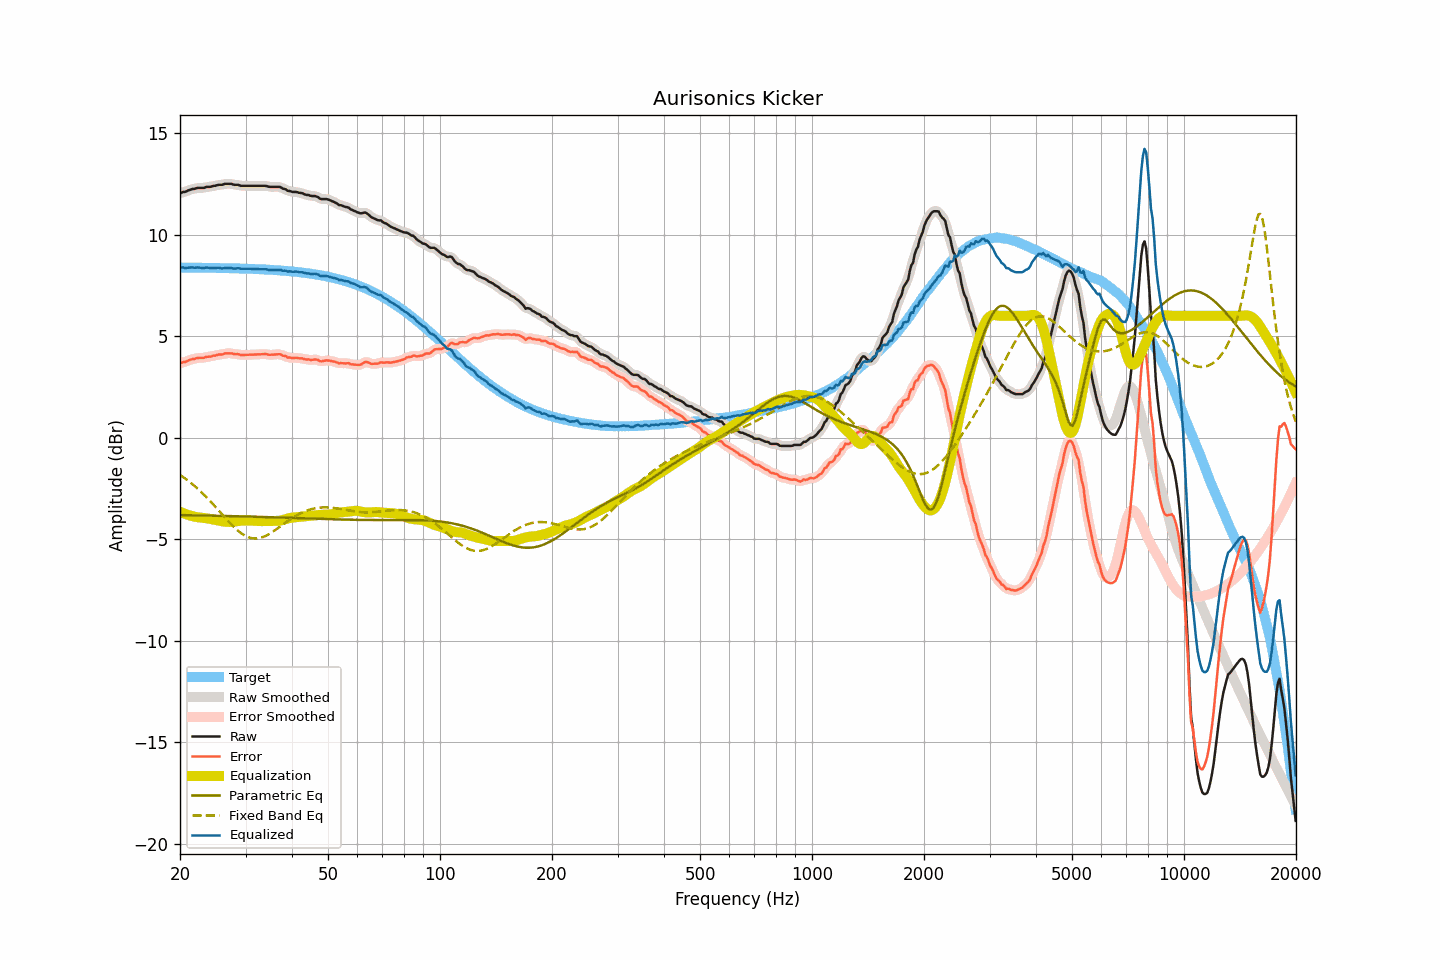 Aurisonics Kicker
Amplitude (dBr)
15
10
5
0
−5
−10
−15
−20
Target
Raw Smoothed
Error Smoothed
Raw
Error
Equalization
Parametric Eq
Fixed Band Eq
Equalized
20 50 100 200 500 1000 2000 5000 10000 20000
Frequency (Hz)